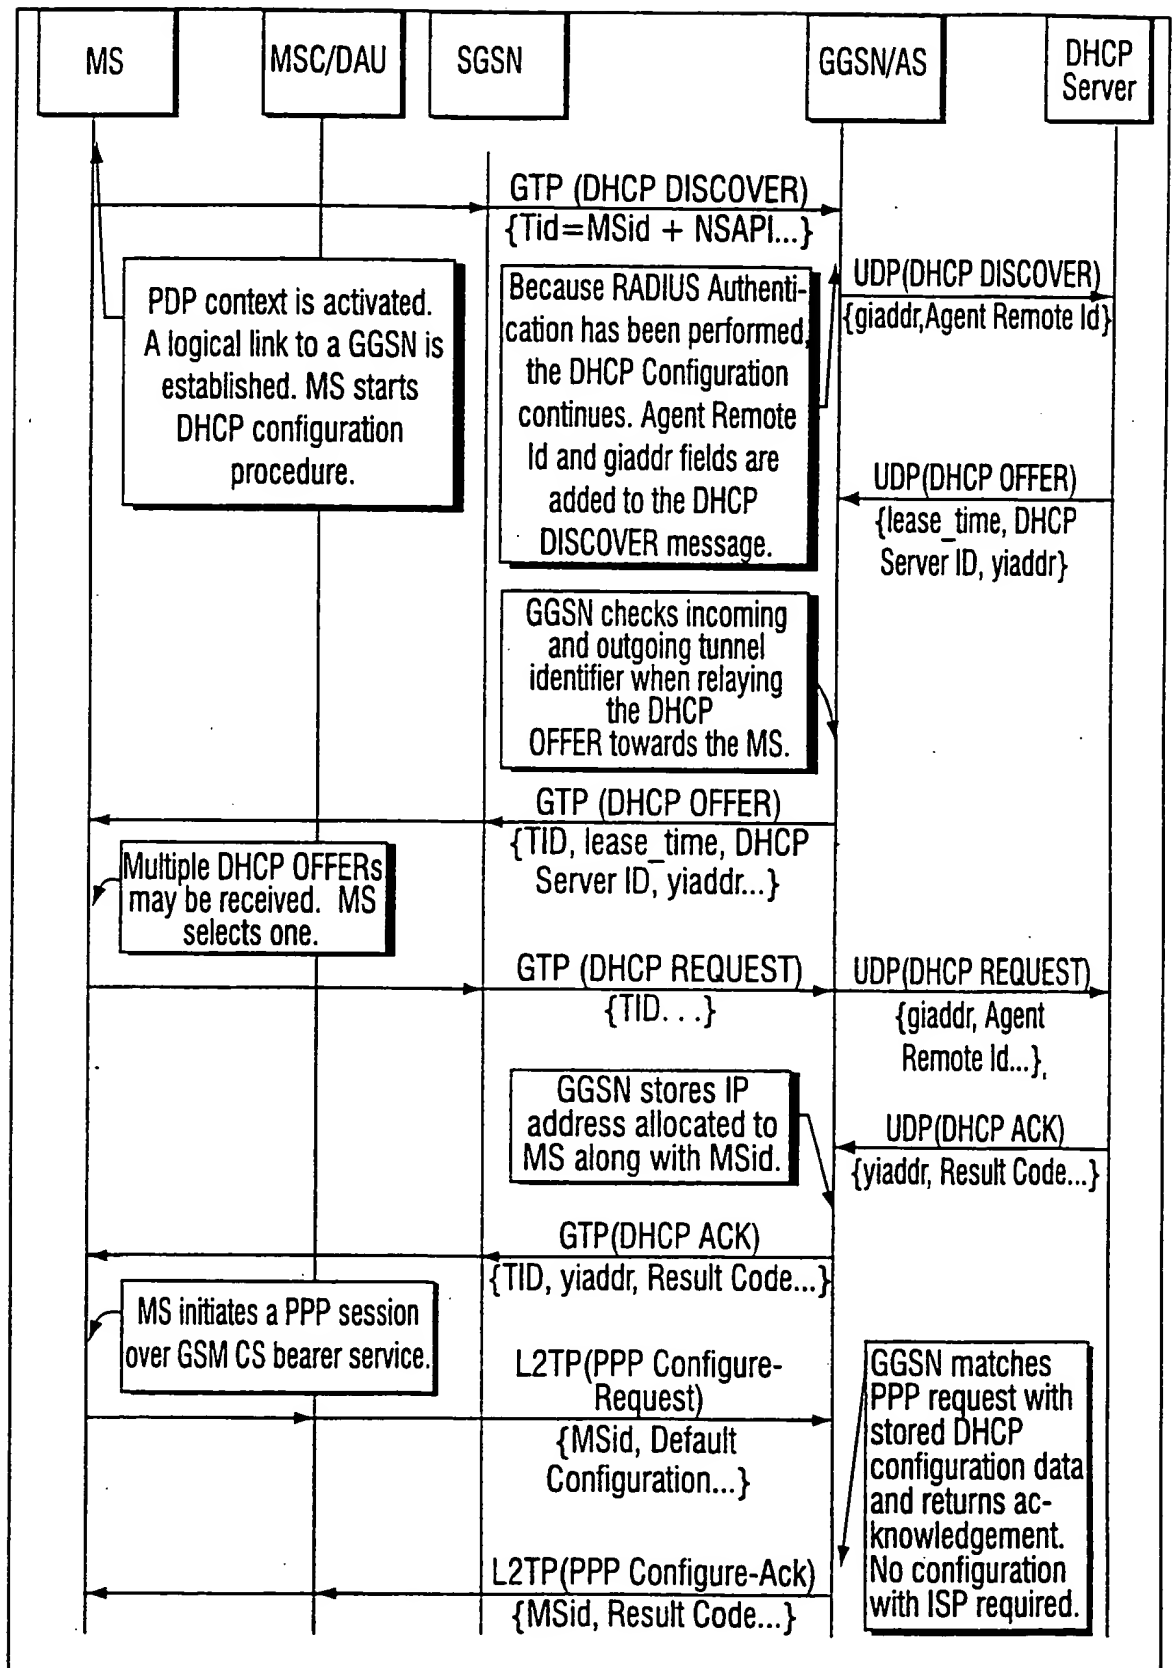 MS
MSC/DAU
SGSN
GGSN/AS
DHCP
Server
GTP (DHCP DISCOVER)
{Tid=MSid + NSAPI...}
PDP context is activated.
A logical link to a GGSN is
established. MS starts
DHCP configuration
procedure.
Because RADIUS Authenti-
cation has been performed,
the DHCP Configuration
continues. Agent Remote
Id and giaddr fields are
added to the DHCP
DISCOVER message.
UDP(DHCP DISCOVER)
{giaddr,Agent Remote Id}
UDP(DHCP OFFER)
{lease_time, DHCP
Server ID, yiaddr}
GGSN checks incoming
and outgoing tunnel
identifier when relaying
the DHCP
OFFER towards the MS.
GTP (DHCP OFFER)
{TID, lease_time, DHCP
Server ID, yiaddr...}
Multiple DHCP OFFERs
may be received. MS
selects one.
GTP (DHCP REQUEST)
{TID...}
UDP(DHCP REQUEST)
{giaddr, Agent
Remote Id...},
GGSN stores IP
address allocated to
MS along with MSid.
UDP(DHCP ACK)
{yiaddr, Result Code...}
GTP(DHCP ACK)
{TID, yiaddr, Result Code...}
MS initiates a PPP session
over GSM CS bearer service.
L2TP(PPP Configure-
Request)
{MSid, Default
Configuration...}
GGSN matches
PPP request with
stored DHCP
configuration data
and returns ac-
knowledgement.
No configuration
with ISP required.
L2TP(PPP Configure-Ack)
{MSid, Result Code...}